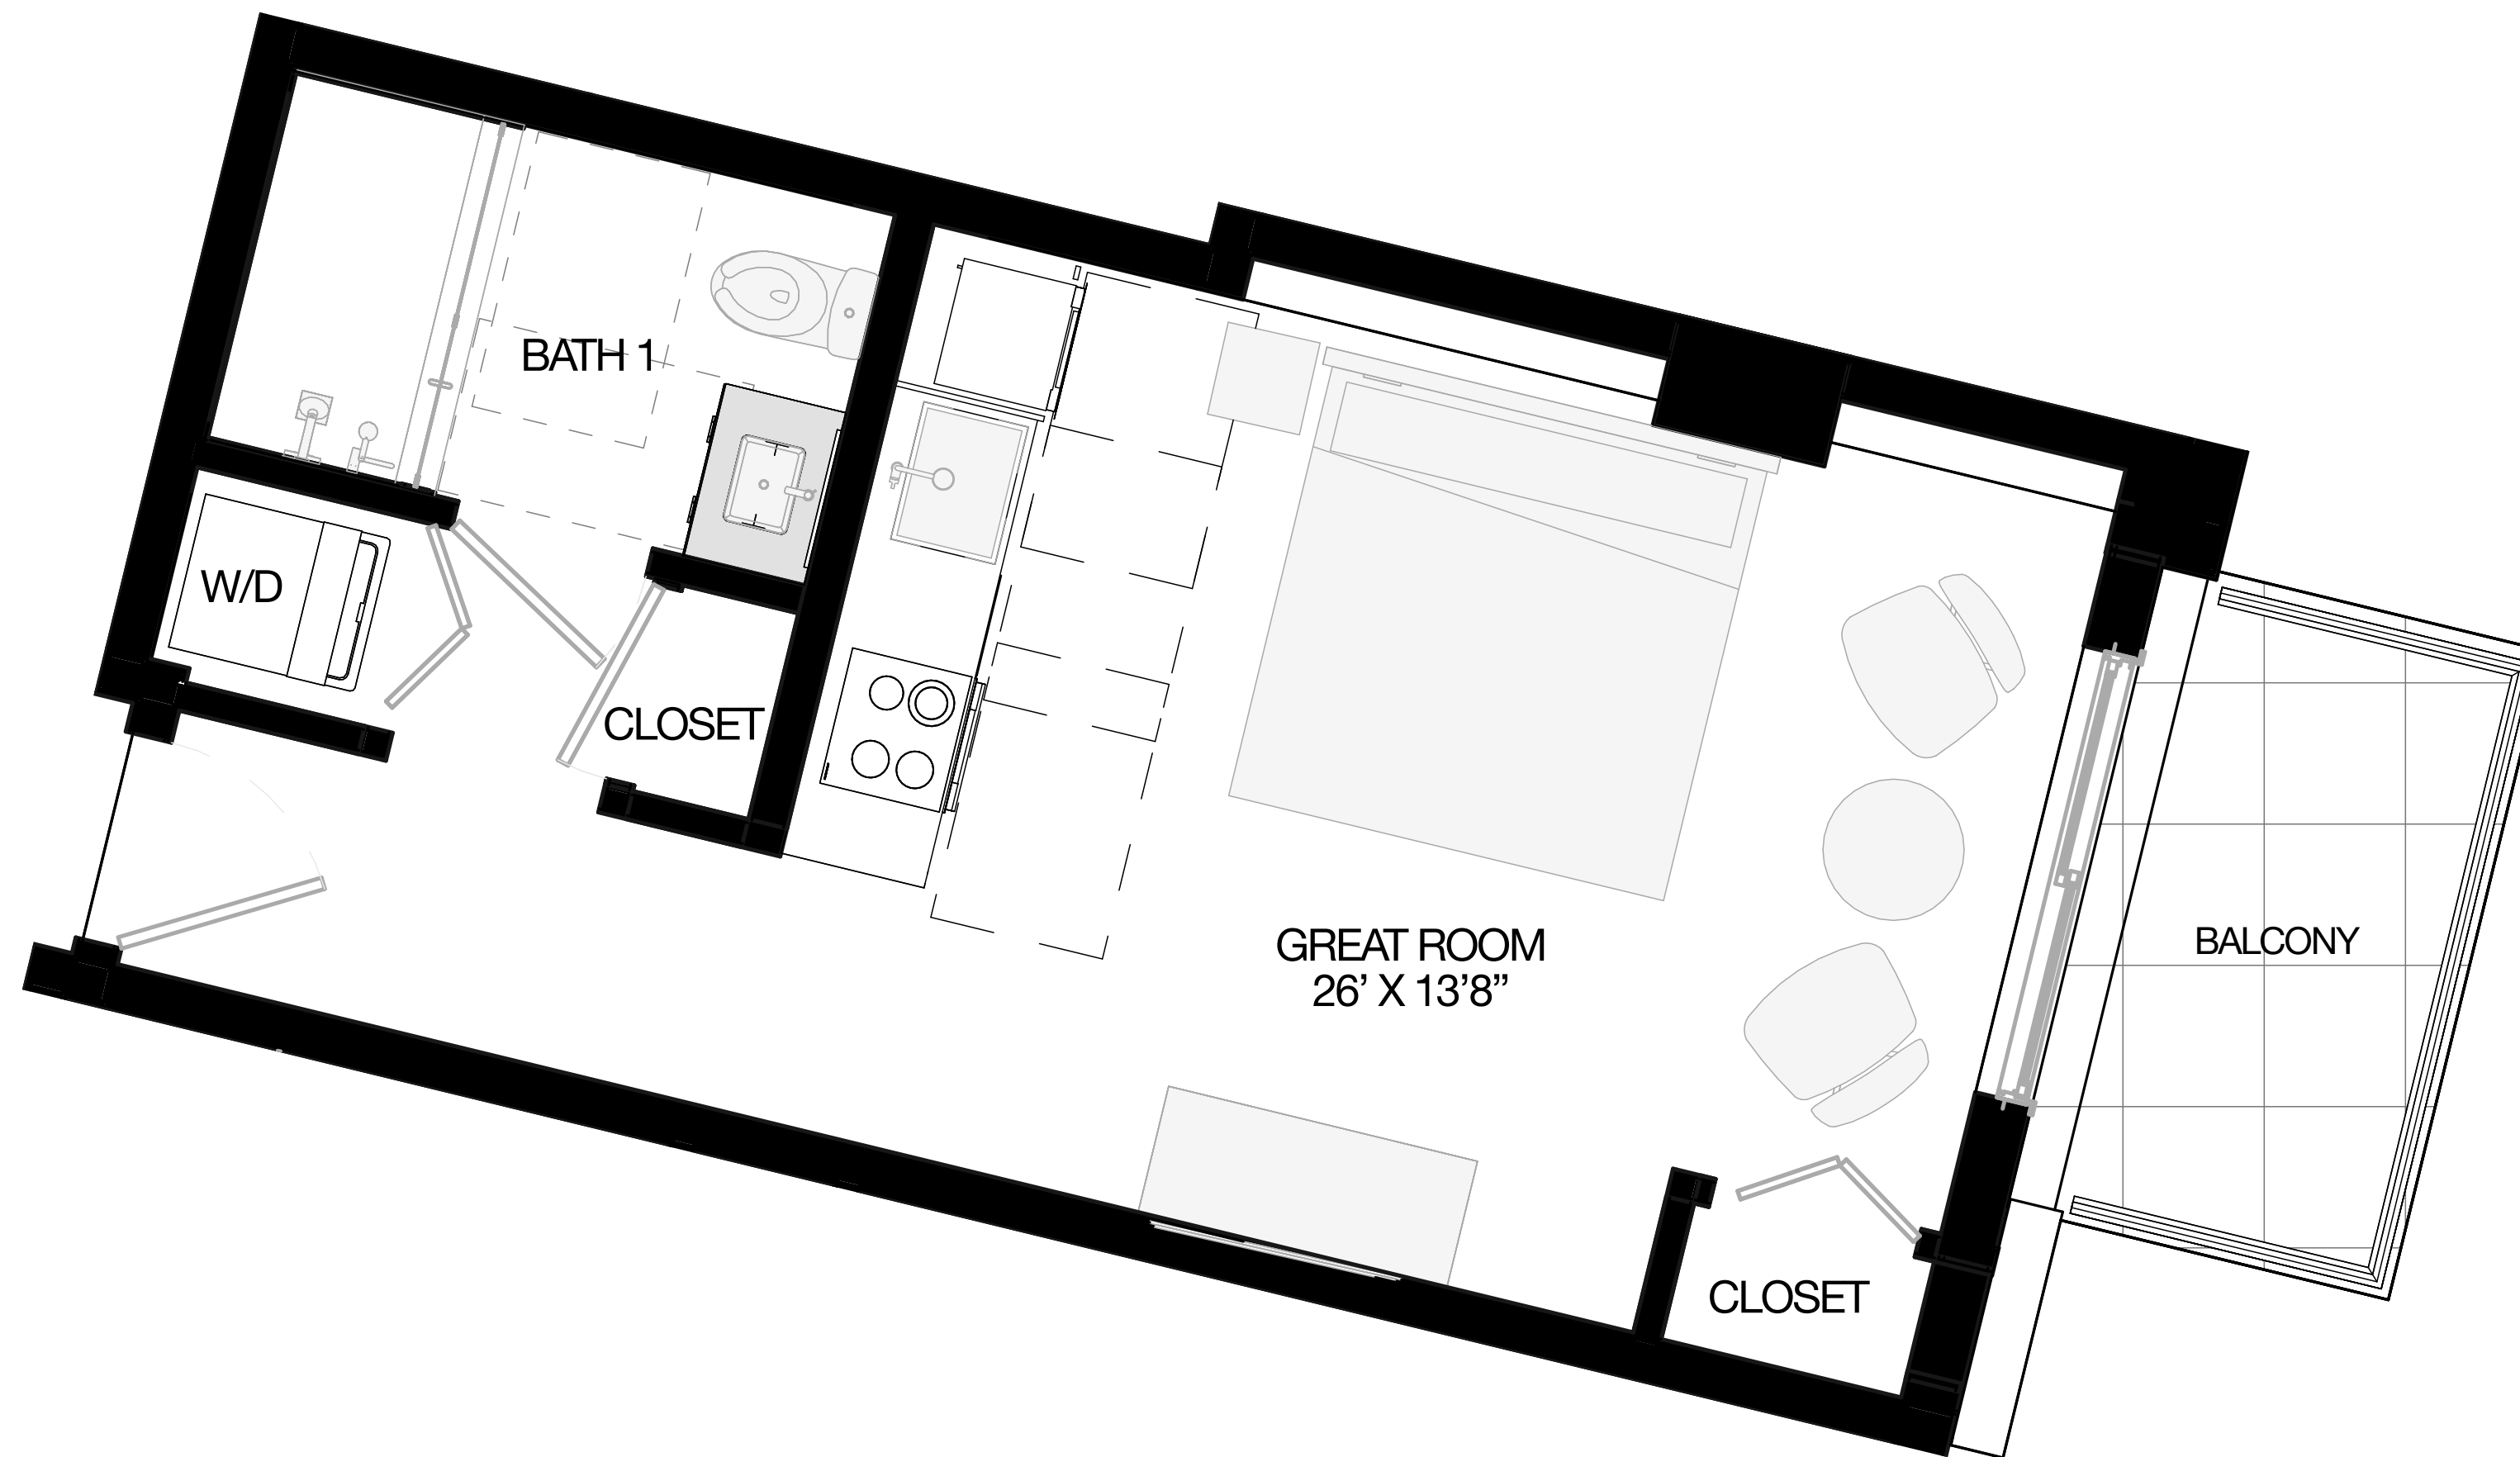 BATH 1
W/D
CLOSET
GREAT ROOM
26’ X 13’8”
BALCONY
CLOSET